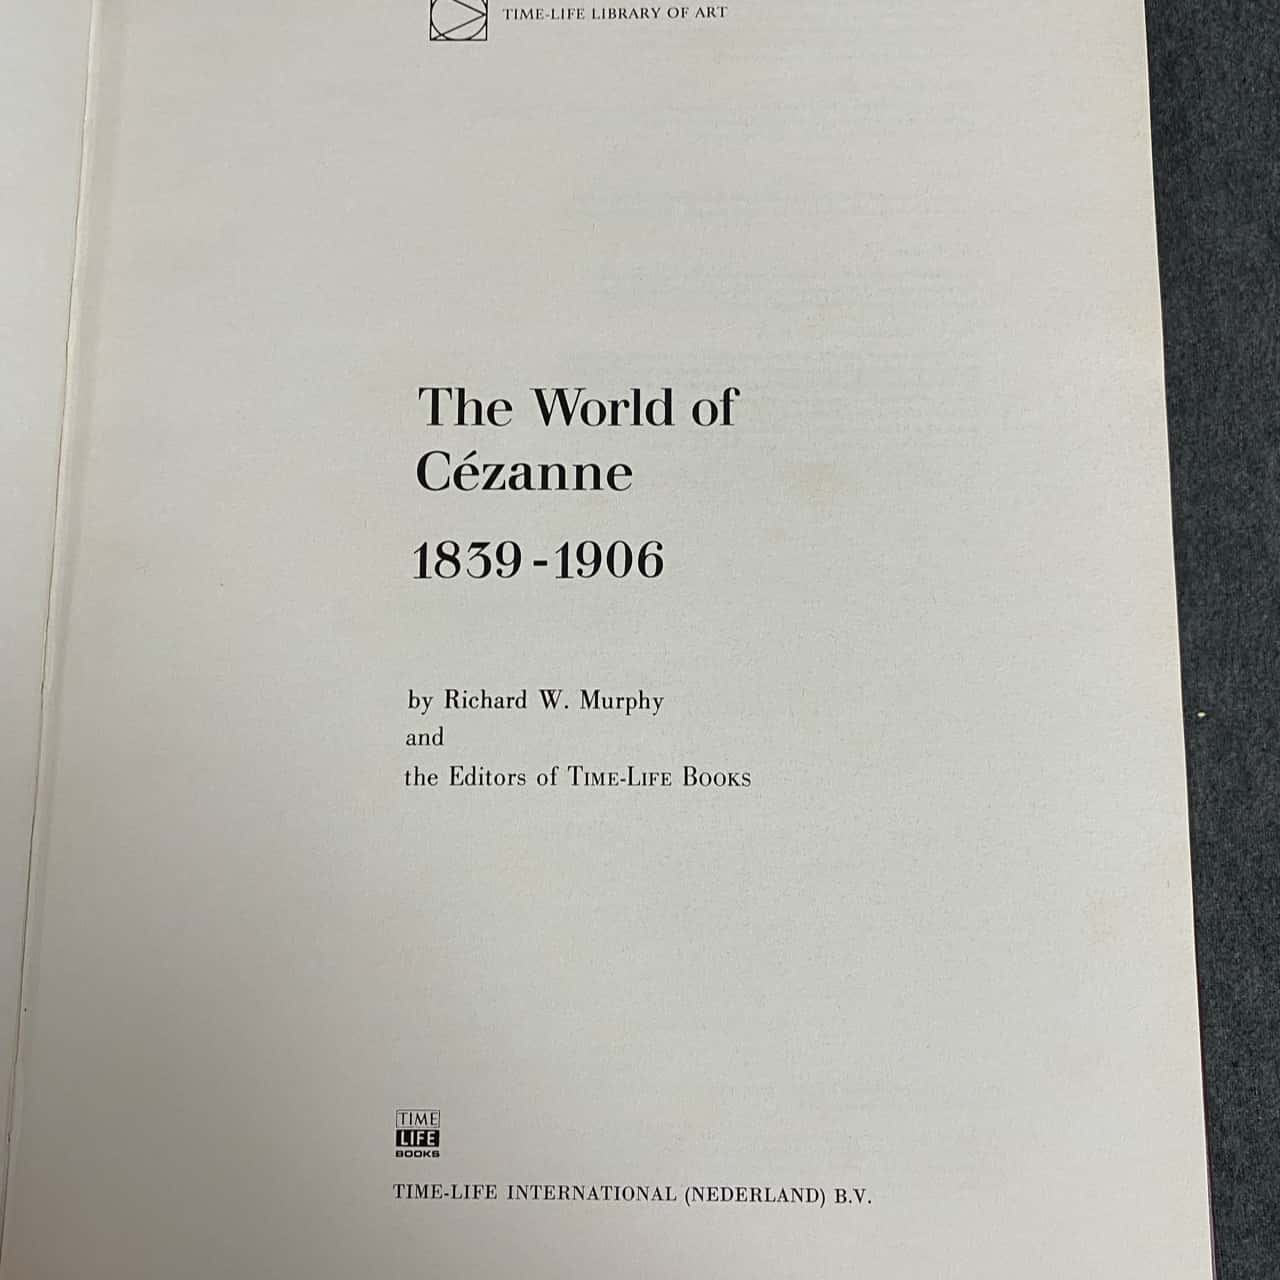 TIME-LIFE LIBRARY OF ART
The World of
Cézanne
1839-1906
by Richard W. Murphy
and
the Editors of TIME-LIFE BOOKS
TIME
LIFE
BOOKS
TIME-LIFE INTERNATIONAL (NEDERLAND) B.V.